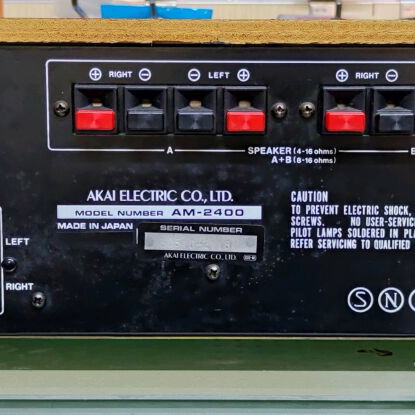 ⊕ RIGHT ⊖ ⊖ LEFT ⊕ ⊕ RIGHT ⊖
A SPEAKER (4-16 ohms) B
A+B (8-16 ohms)
AKAI ELECTRIC CO., LTD.
MODEL NUMBER AM-2400
MADE IN JAPAN
SERIAL NUMBER
AKAI ELECTRIC CO., LTD.
CAUTION
TO PREVENT ELECTRIC SHOCK,
SCREWS. NO USER-SERVIC
PILOT LAMPS SOLDERED IN PLA
REFER SERVICING TO QUALIFIED
LEFT
RIGHT
S N